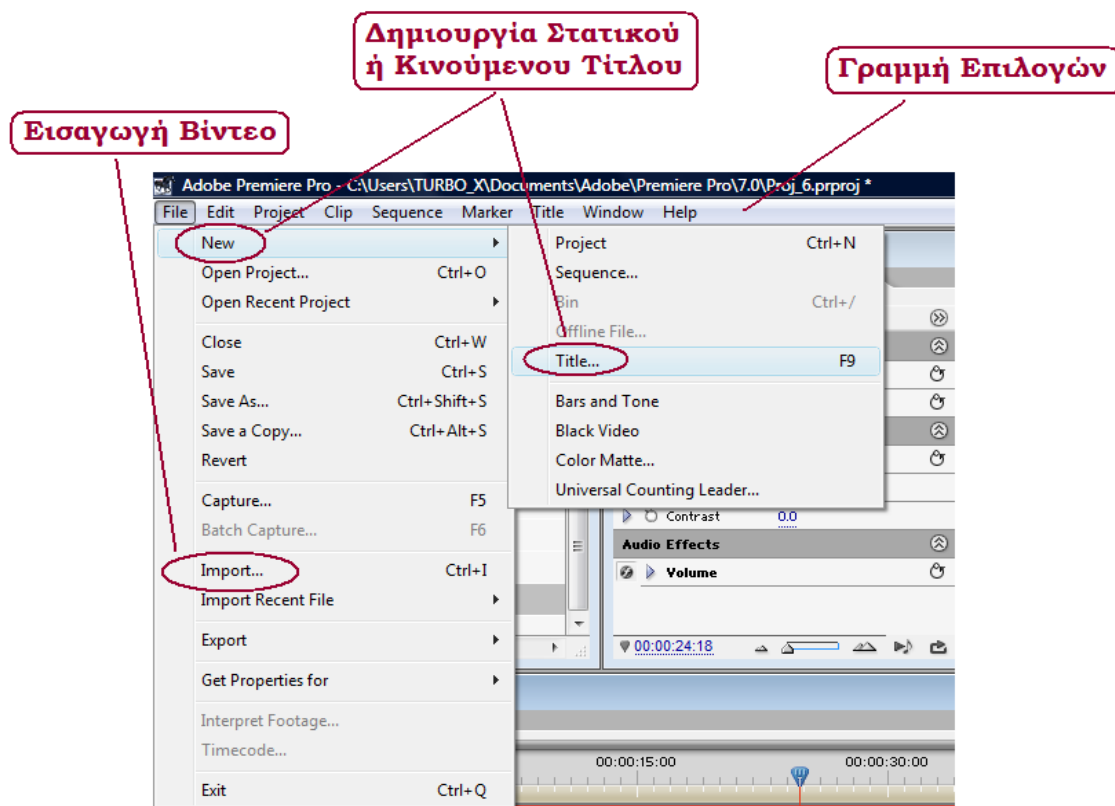 Δημιουργία Στατικού
ή Κινούμενου Τίτλου
Γραμμή Επιλογών
Εισαγωγή Βίντεο
Adobe Premiere Pro - C:\Users\TURBO_X\Documents\Adobe\Premiere Pro\7.0\Proj_6.prproj *
File Edit Project Clip Sequence Marker Title Window Help
New
Open Project... Ctrl+O
Open Recent Project
Close Ctrl+W
Save Ctrl+S
Save As... Ctrl+Shift+S
Save a Copy... Ctrl+Alt+S
Revert
Capture... F5
Batch Capture... F6
Import... Ctrl+I
Import Recent File
Export
Get Properties for
Interpret Footage...
Timecode...
Exit Ctrl+Q
Project Ctrl+N
Sequence...
Bin Ctrl+/
Offline File...
Title... F9
Bars and Tone
Black Video
Color Matte...
Universal Counting Leader...
Contrast 0.0
Audio Effects
Volume
00:00:24:18
00:00:15:00 00:00:30:00